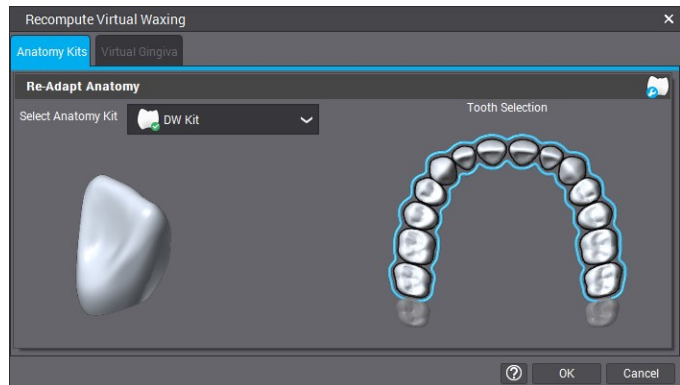 Recompute Virtual Waxing
Anatomy Kits Virtual Gingiva
Re-Adapt Anatomy
Select Anatomy Kit DW Kit Tooth Selection
? OK Cancel